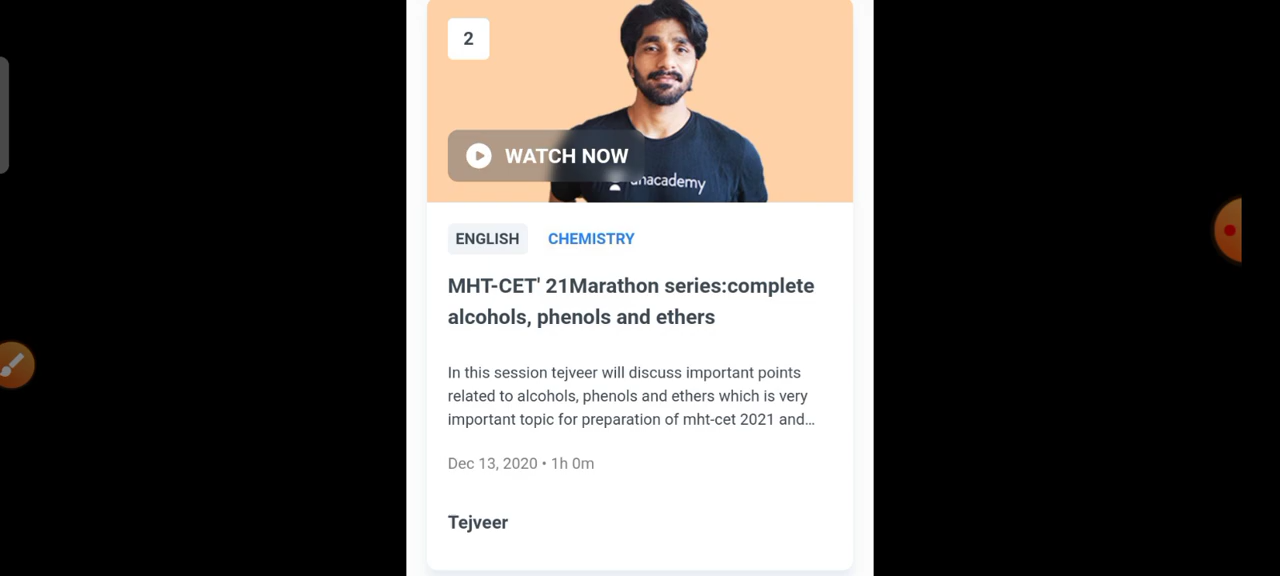 2
WATCH NOW
unacademy
ENGLISH CHEMISTRY
MHT-CET' 21Marathon series:complete
alcohols, phenols and ethers
In this session tejveer will discuss important points
related to alcohols, phenols and ethers which is very
important topic for preparation of mht-cet 2021 and…
Dec 13, 2020 • 1h 0m
Tejveer